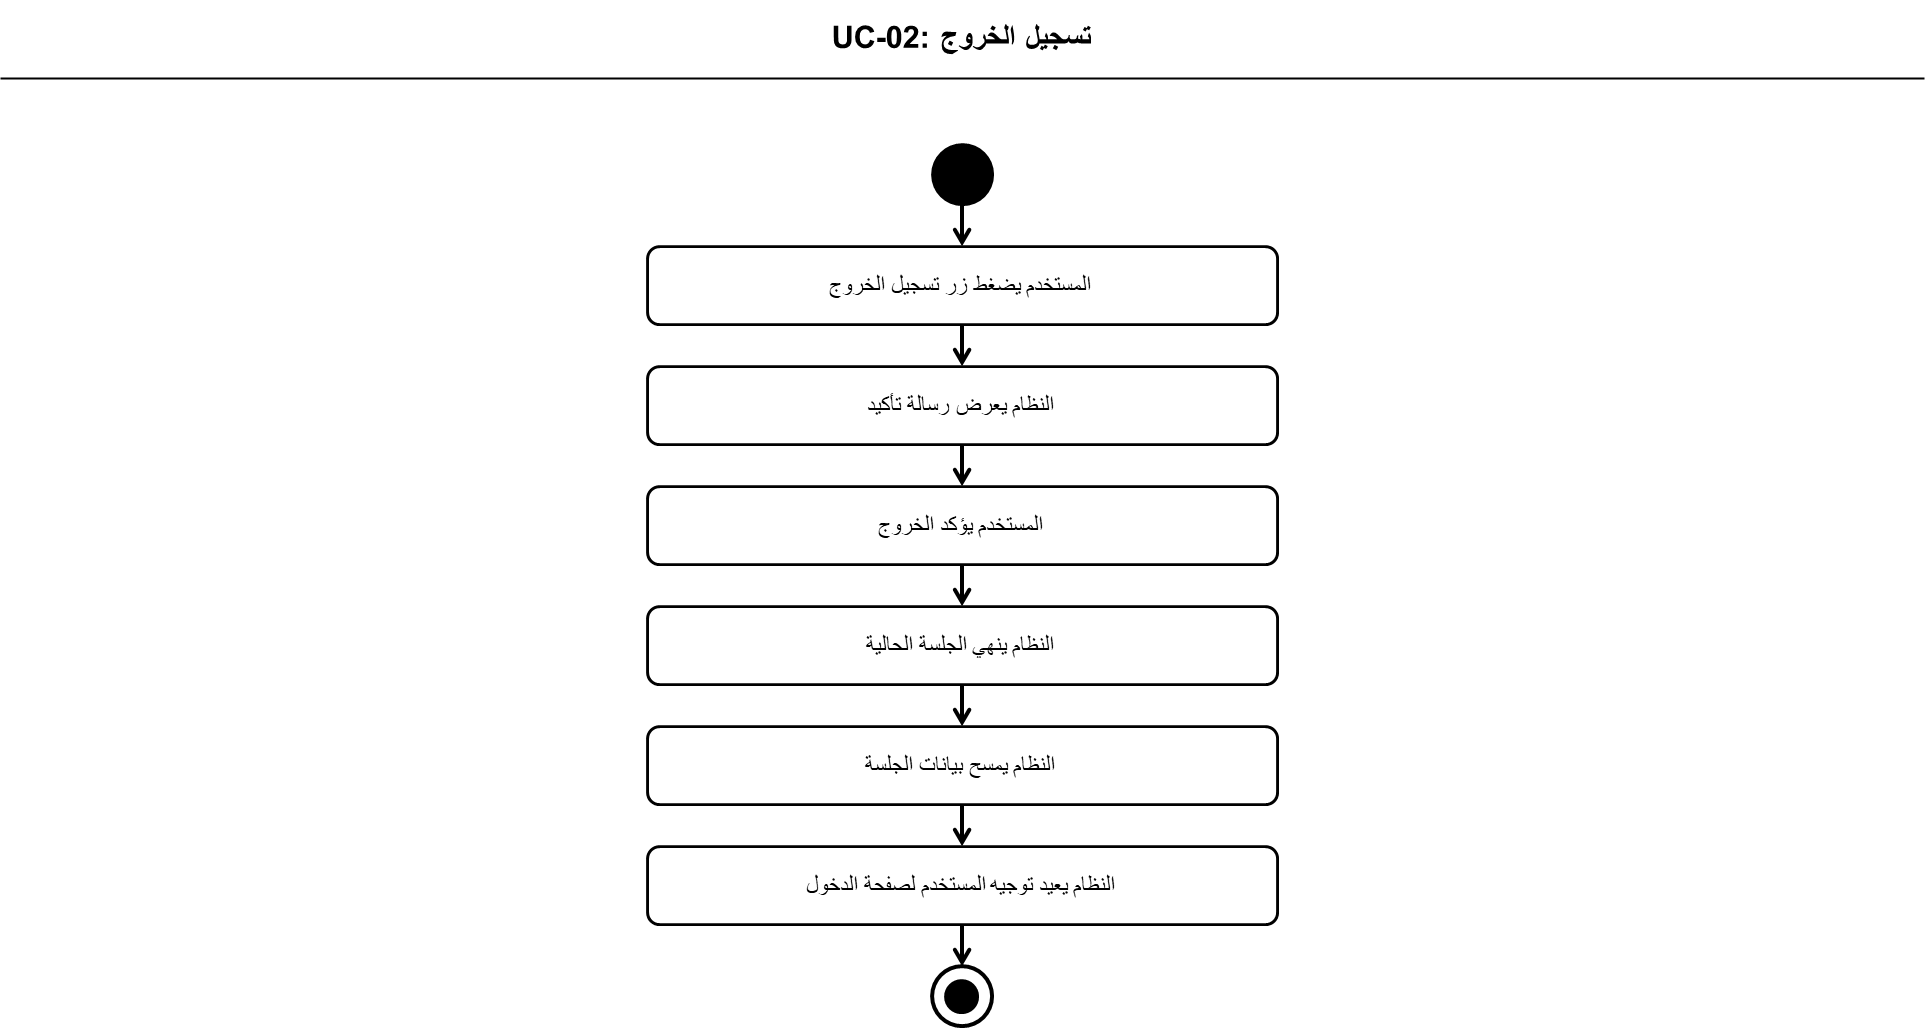 UC-02: تسجيل الخروج
المستخدم يضغط زر تسجيل الخروج
النظام يعرض رسالة تأكيد
المستخدم يؤكد الخروج
النظام ينهي الجلسة الحالية
النظام يمسح بيانات الجلسة
النظام يعيد توجيه المستخدم لصفحة الدخول